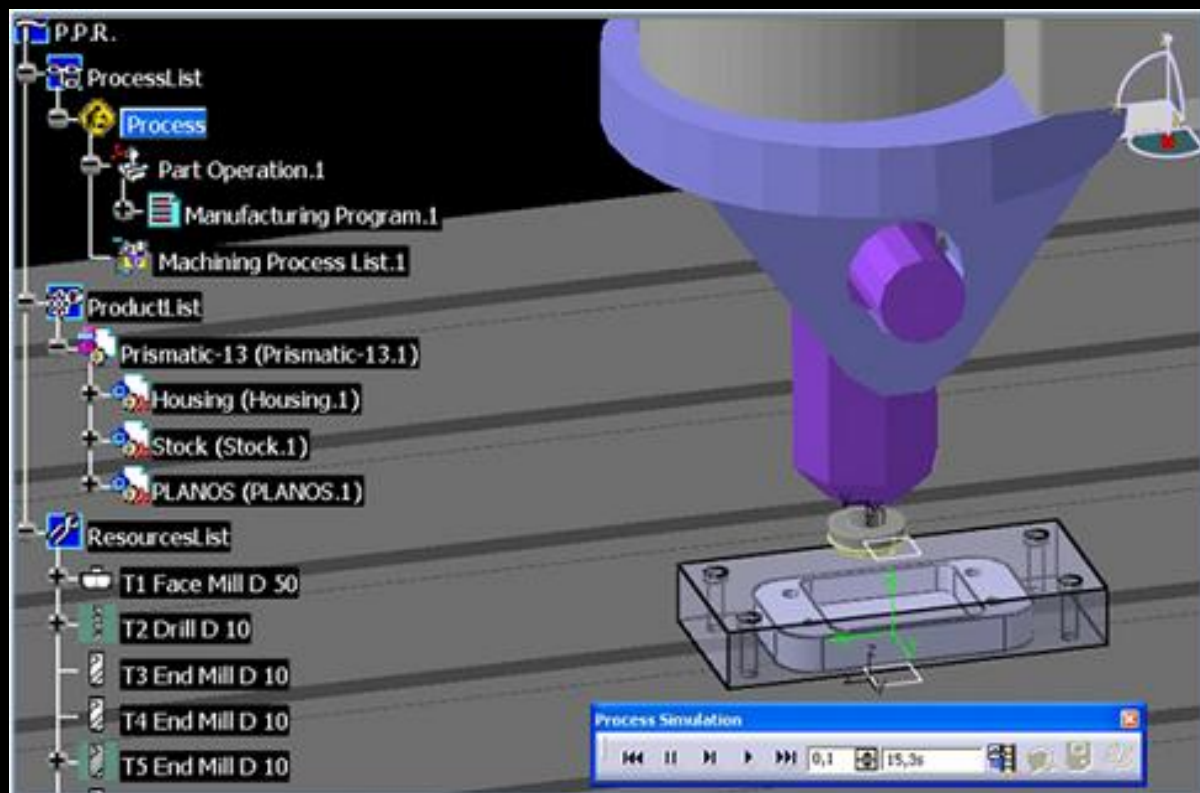 P.P.R.
ProcessList
Process
Part Operation.1
Manufacturing Program.1
Machining Process List.1
ProductList
Prismatic-13 (Prismatic-13.1)
Housing (Housing.1)
Stock (Stock.1)
PLANOS (PLANOS.1)
ResourcesList
T1 Face Mill D 50
T2 Drill D 10
T3 End Mill D 10
T4 End Mill D 10
T5 End Mill D 10
Process Simulation
0,1 15,3s